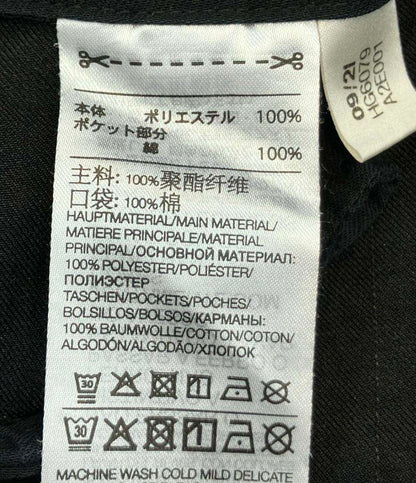 本体 ポリエステル 100%
ポケット部分
綿 100%
主料: 100%聚酯纤维
口袋: 100%棉
HAUPTMATERIAL/MAIN MATERIAL/
MATIERE PRINCIPALE/MATERIAL
PRINCIPAL/ОСНОВНОЙ МАТЕРИАЛ:
100% POLYESTER/POLIÉSTER/
ПОЛИЭСТЕР
TASCHEN/POCKETS/POCHES/
BOLSILLOS/BOLSOS/КАРМАНЫ:
100% BAUMWOLLE/COTTON/COTON/
ALGODÓN/ALGODÃO/ХЛОПОК
30
30
MACHINE WASH COLD MILD DELICATE
09/21
HG6079
A2E001